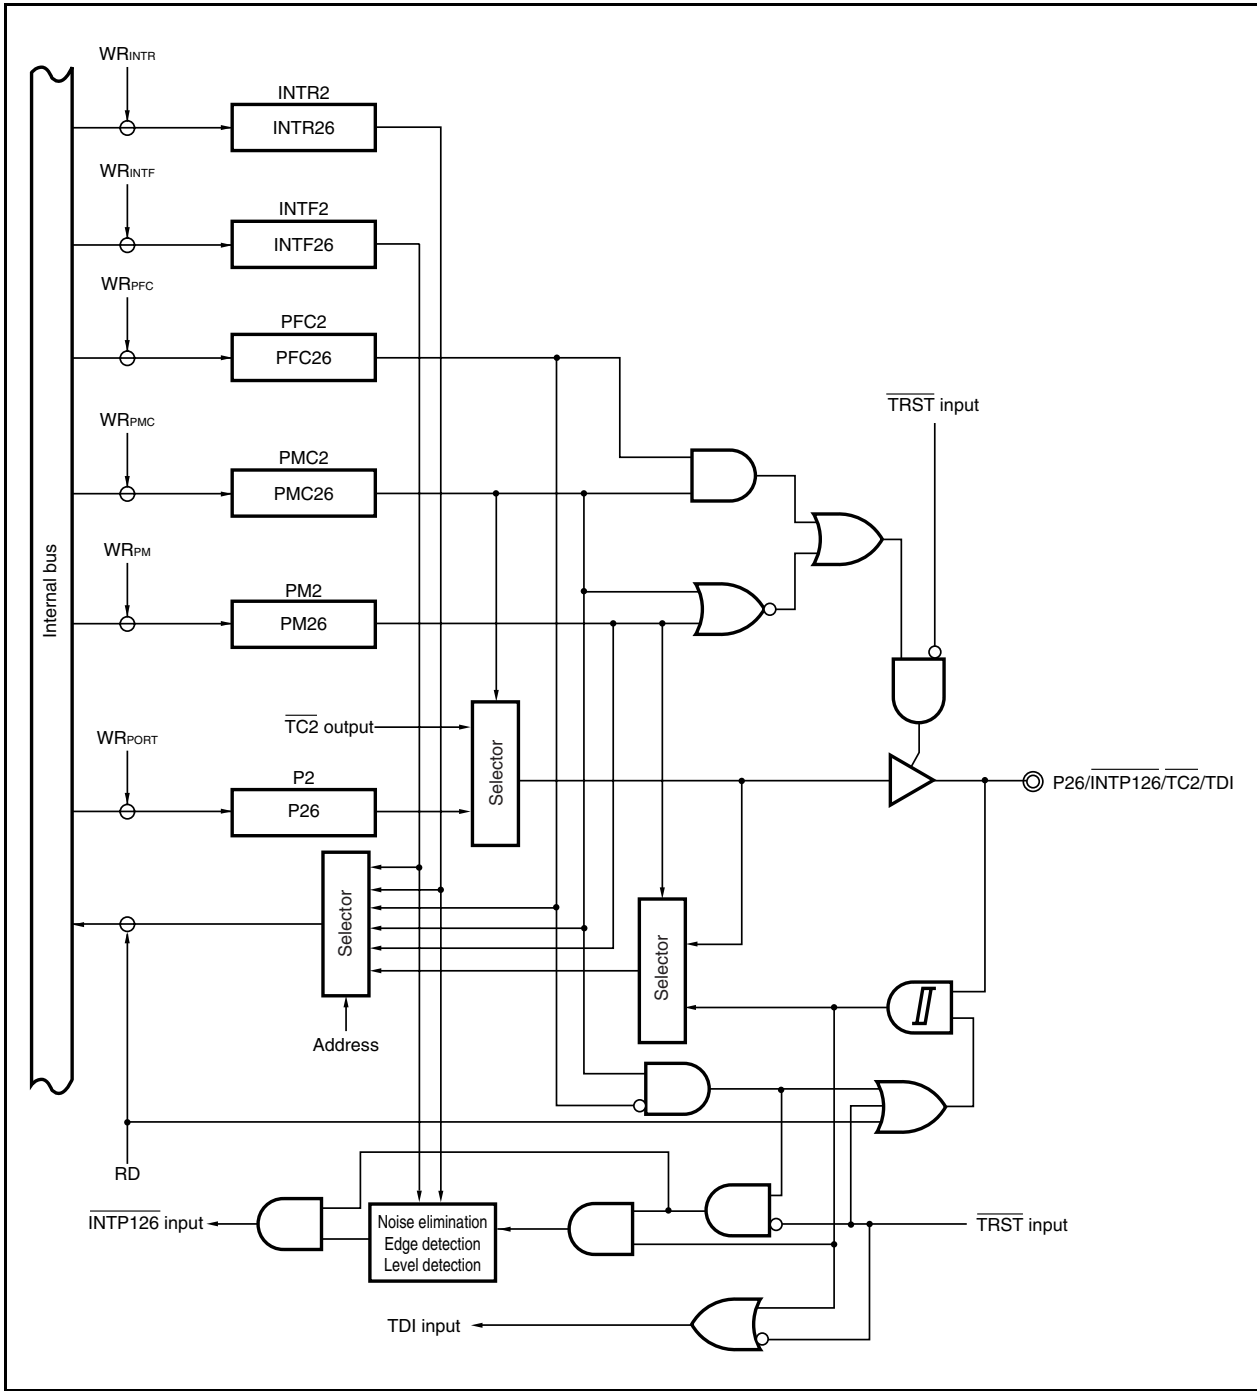 WRINTR
INTR2
INTR26
WRINTF
INTF2
INTF26
WRPFC
PFC2
PFC26
TRST input
WRPMC
PMC2
PMC26
Internal bus
WRPM
PM2
PM26
TC2 output
Selector
WRPORT
P2
P26
P26/INTP126/TC2/TDI
Selector
Selector
Address
RD
INTP126 input
Noise elimination
Edge detection
Level detection
TRST input
TDI input